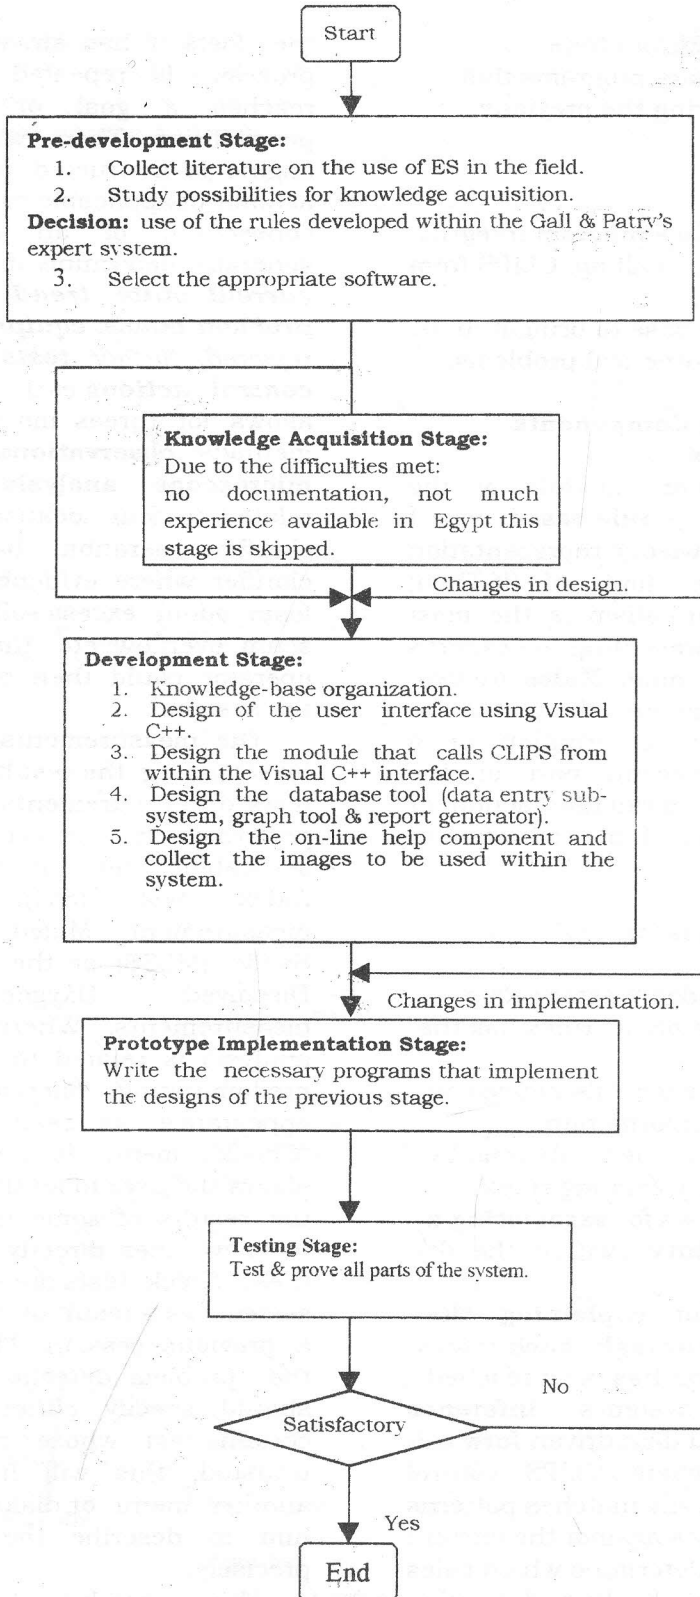 Start
Pre-development Stage:
1. Collect literature on the use of ES in the field.
2. Study possibilities for knowledge acquisition.
Decision: use of the rules developed within the Gall & Patry's
expert system.
3. Select the appropriate software.
Knowledge Acquisition Stage:
Due to the difficulties met:
no documentation, not much
experience available in Egypt this
stage is skipped.
Changes in design.
Development Stage:
1. Knowledge-base organization.
2. Design of the user interface using Visual
C++.
3. Design the module that calls CLIPS from
within the Visual C++ interface.
4. Design the database tool (data entry sub-
system, graph tool & report generator).
5. Design the on-line help component and
collect the images to be used within the
system.
Changes in implementation.
Prototype Implementation Stage:
Write the necessary programs that implement
the designs of the previous stage.
Testing Stage:
Test & prove all parts of the system.
No
Satisfactory
Yes
End